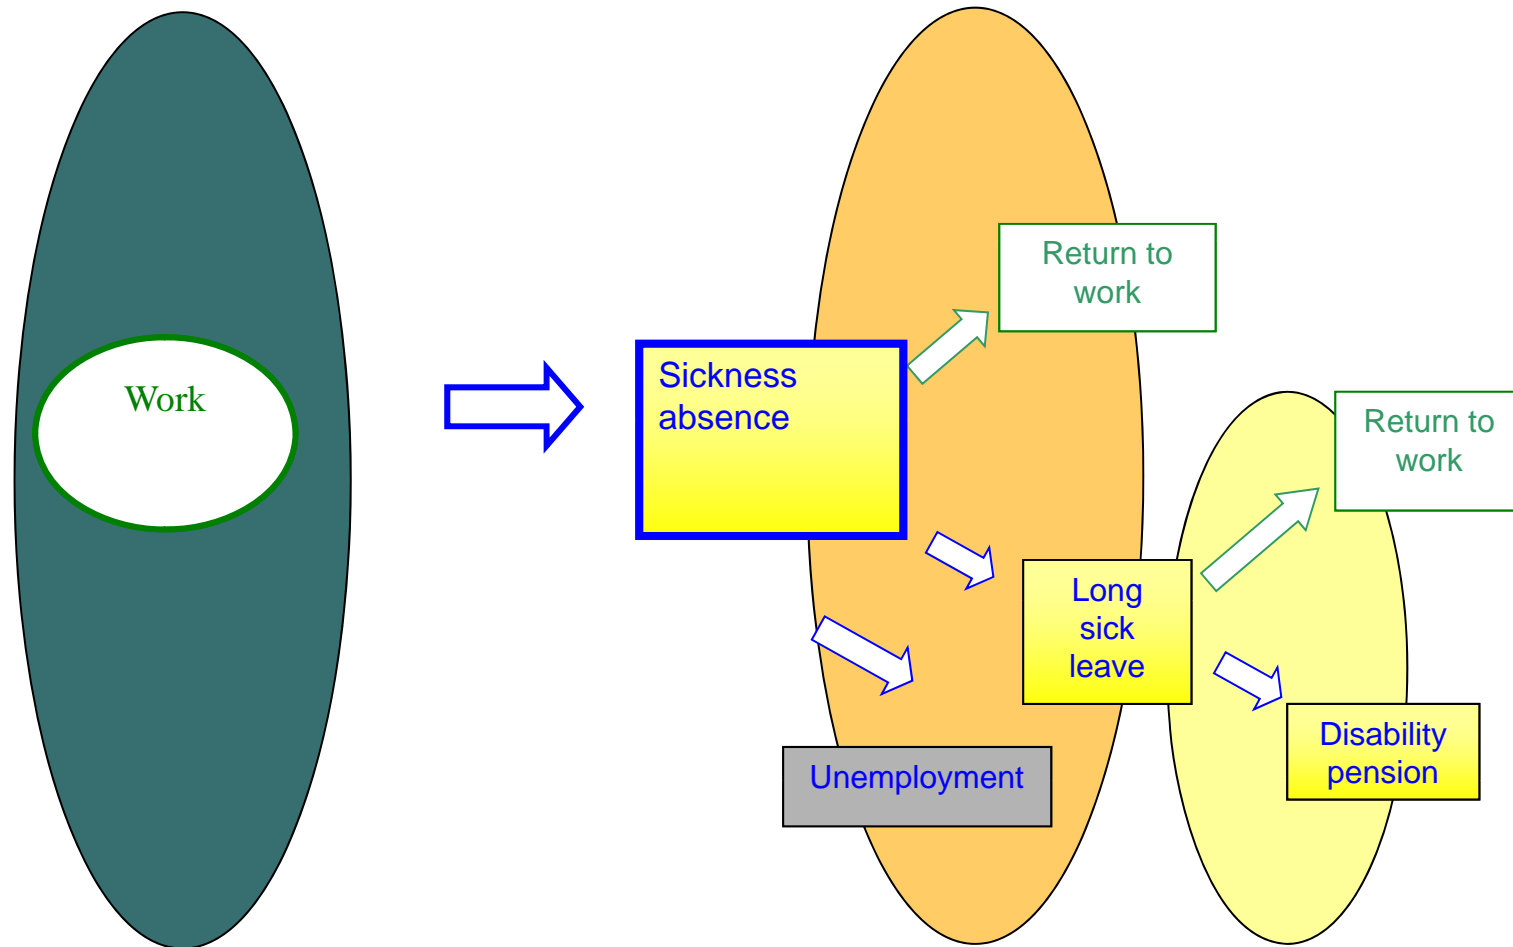 Work
Sickness
absence
Return to
work
Return to
work
Long
sick
leave
Unemployment
Disability
pension